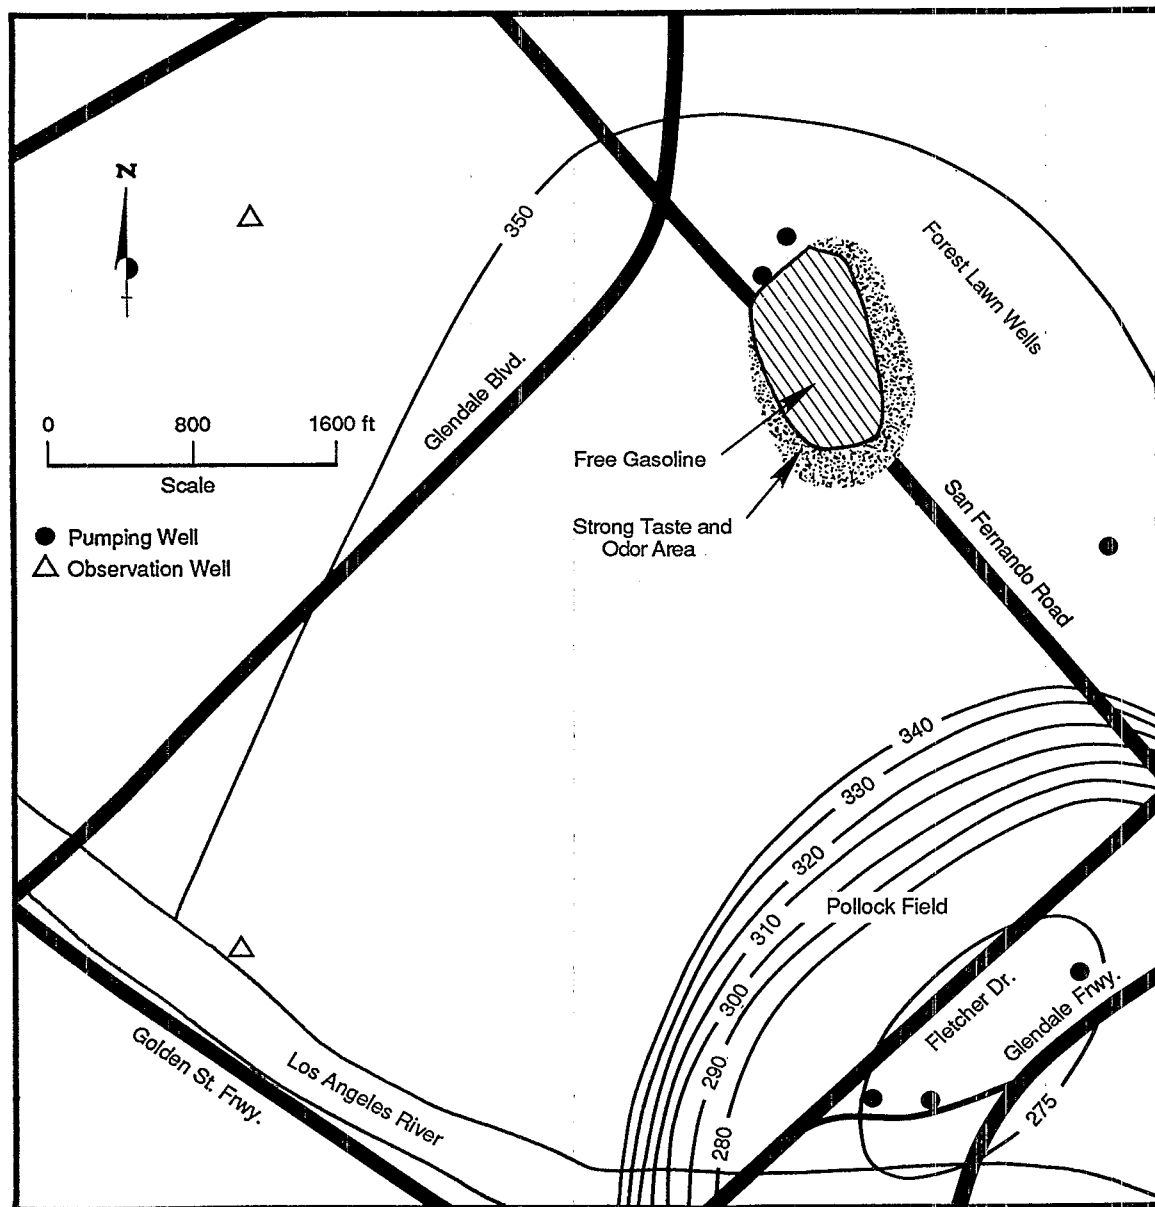 N
350
Forest Lawn Wells
Glendale Blvd.
0 800 1600 ft
Scale
Free Gasoline
Strong Taste and
Odor Area
San Fernando Road
Pumping Well
Observation Well
340
330
320
310
300
290
280
Pollock Field
Fletcher Dr.
Glendale Frwy.
275
Golden St. Frwy.
Los Angeles River